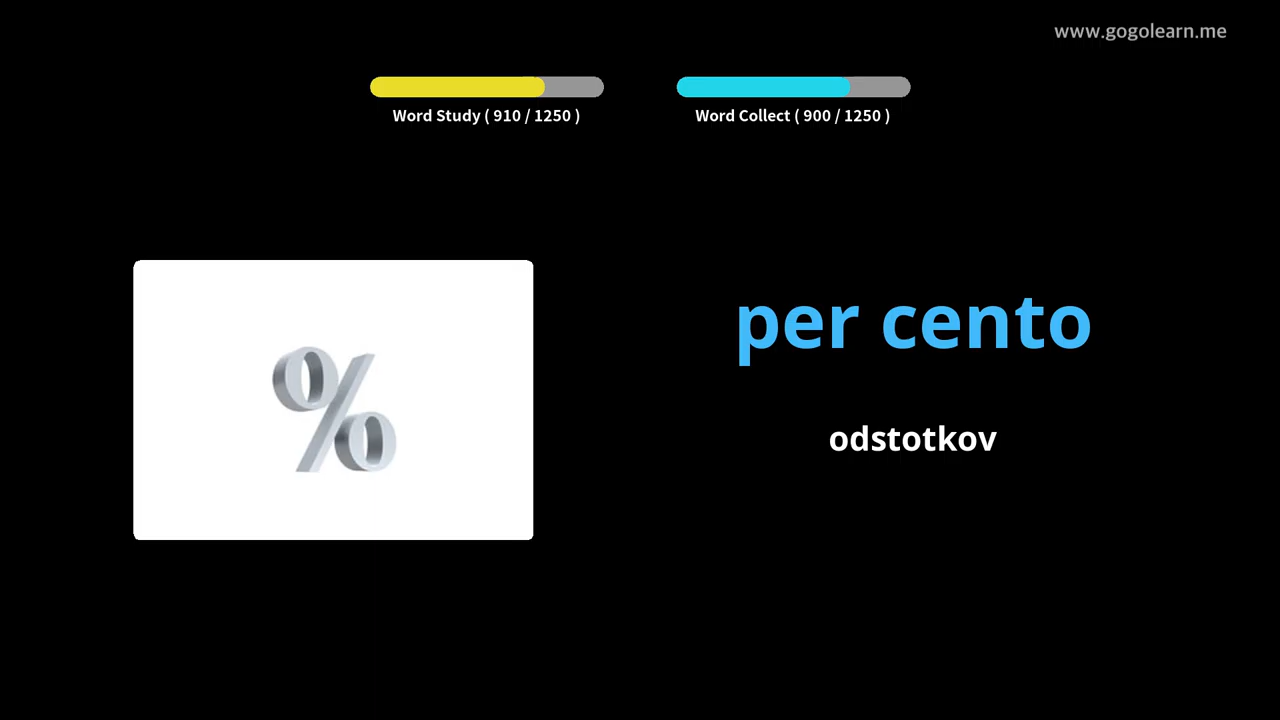 www.gogolearn.me
Word Study ( 910 / 1250 )
Word Collect ( 900 / 1250 )
%
per cento
odstotkov